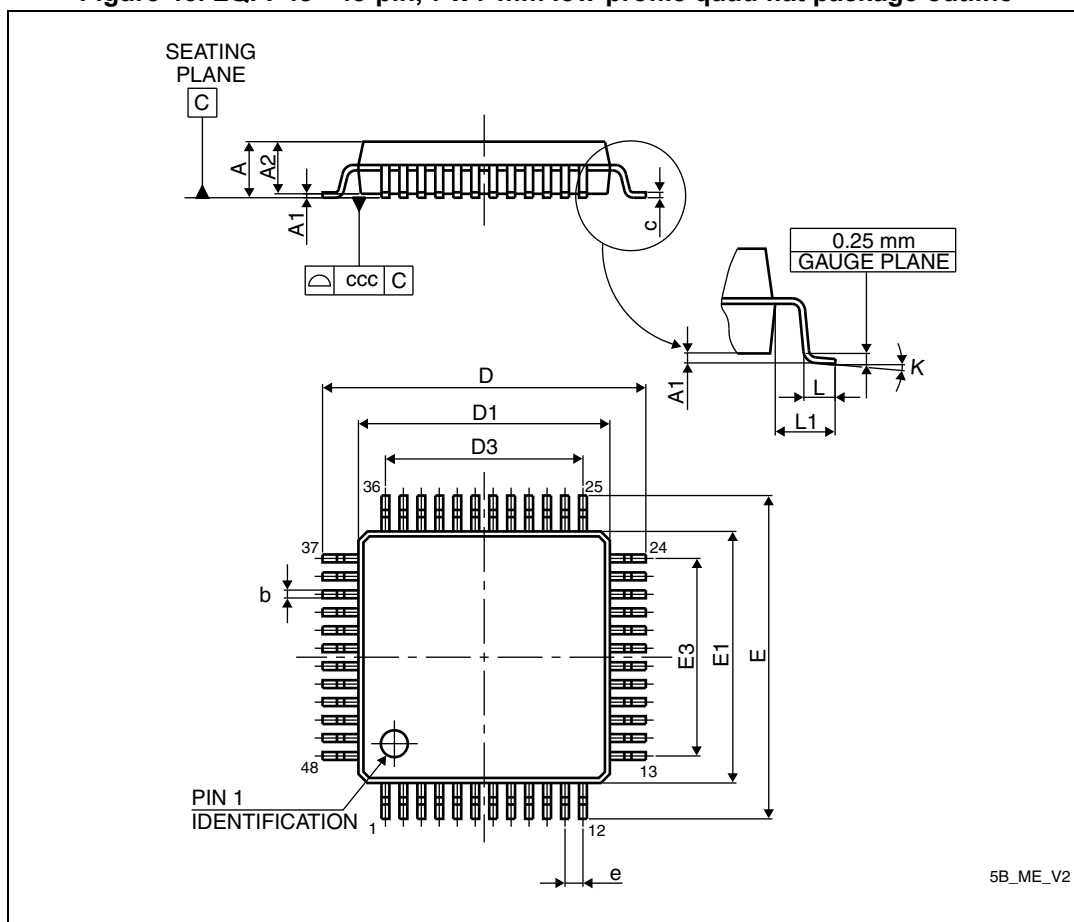 SEATING
PLANE
C
A
A2
A1
c
ccc C
0.25 mm
GAUGE PLANE
A1
K
L
L1
D
D1
D3
36
25
37
24
b
E3
E1
E
48
13
PIN 1
IDENTIFICATION
1
12
e
5B_ME_V2